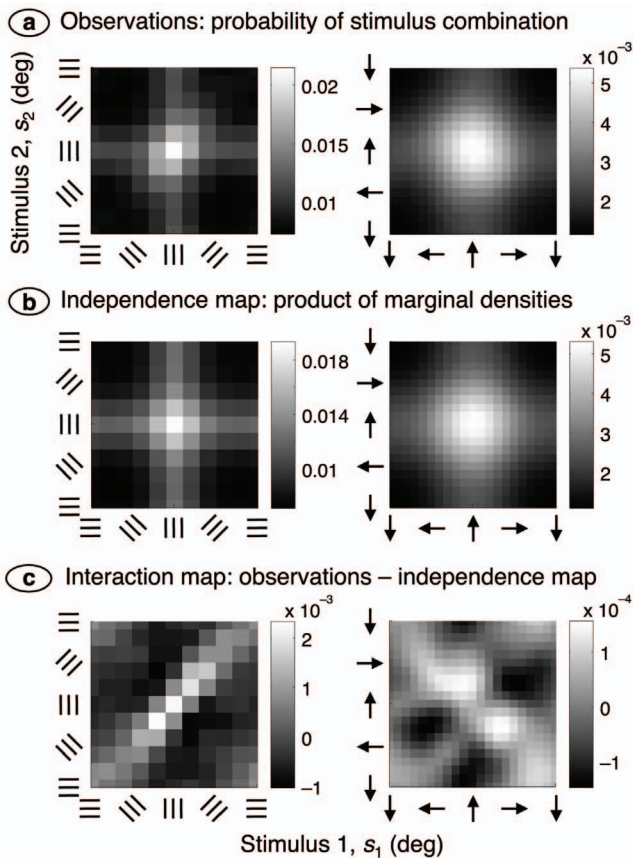 a Observations: probability of stimulus combination
Stimulus 2, s₂ (deg)
0.02
0.015
0.01
x 10⁻³
5
4
3
2
b Independence map: product of marginal densities
0.018
0.014
0.01
x 10⁻³
5
4
3
2
c Interaction map: observations – independence map
x 10⁻³
2
1
0
−1
x 10⁻⁴
1
0
−1
Stimulus 1, s₁ (deg)